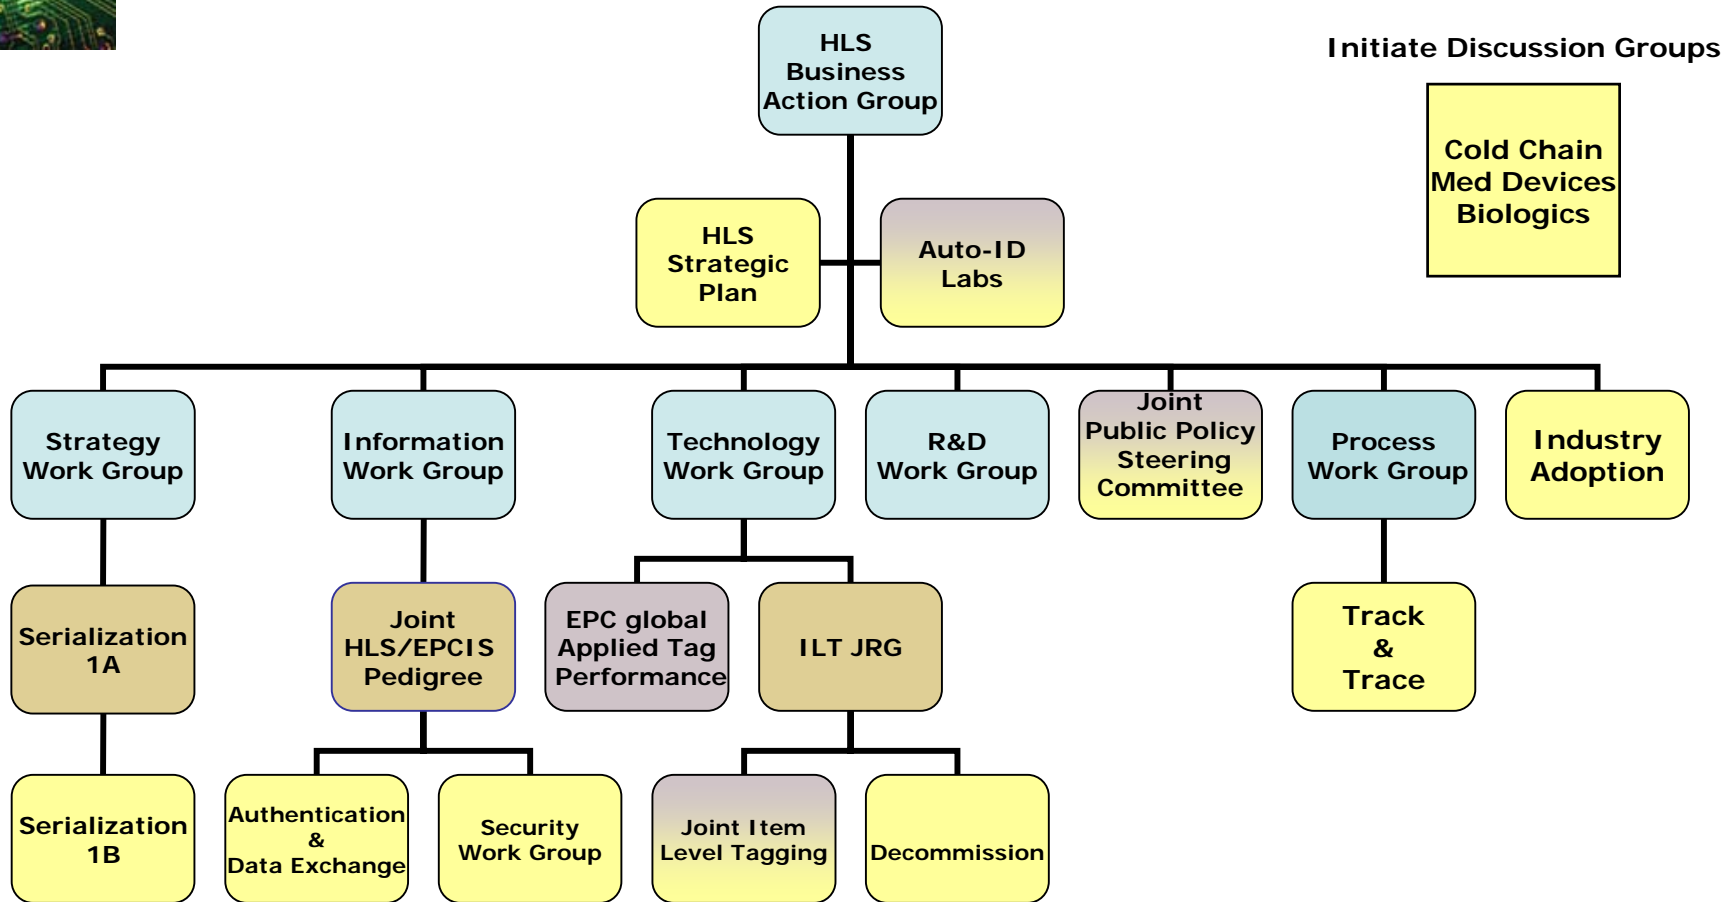 HLS
Business
Action Group
Initiate Discussion Groups
Cold Chain
Med Devices
Biologics
HLS
Strategic
Plan
Auto-ID
Labs
Strategy
Work Group
Information
Work Group
Technology
Work Group
R&D
Work Group
Joint
Public Policy
Steering
Committee
Process
Work Group
Industry
Adoption
Serialization
1A
Joint
HLS/EPCIS
Pedigree
EPC global
Applied Tag
Performance
ILT JRG
Track
&
Trace
Serialization
1B
Authentication
&
Data Exchange
Security
Work Group
Joint Item
Level Tagging
Decommission